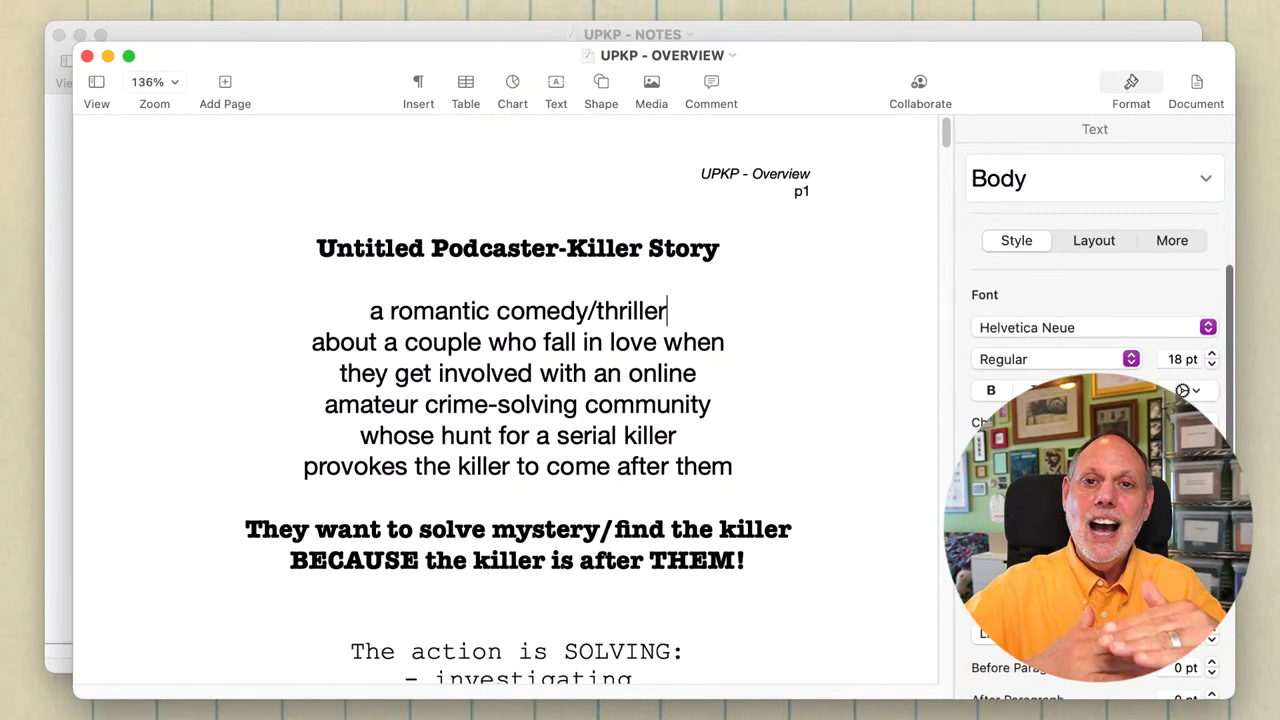 UPKP - NOTES
UPKP - OVERVIEW
136%
View
Zoom
Add Page
Insert
Table
Chart
Text
Shape
Media
Comment
Collaborate
Format
Document
UPKP - Overview
p1
Untitled Podcaster-Killer Story
a romantic comedy/thriller
about a couple who fall in love when
they get involved with an online
amateur crime-solving community
whose hunt for a serial killer
provokes the killer to come after them
They want to solve mystery/find the killer
BECAUSE the killer is after THEM!
The action is SOLVING:
- investigating
Text
Body
Style Layout More
Font
Helvetica Neue
Regular 18 pt
B
Before Parag 0 pt
After Paragraph 0 pt